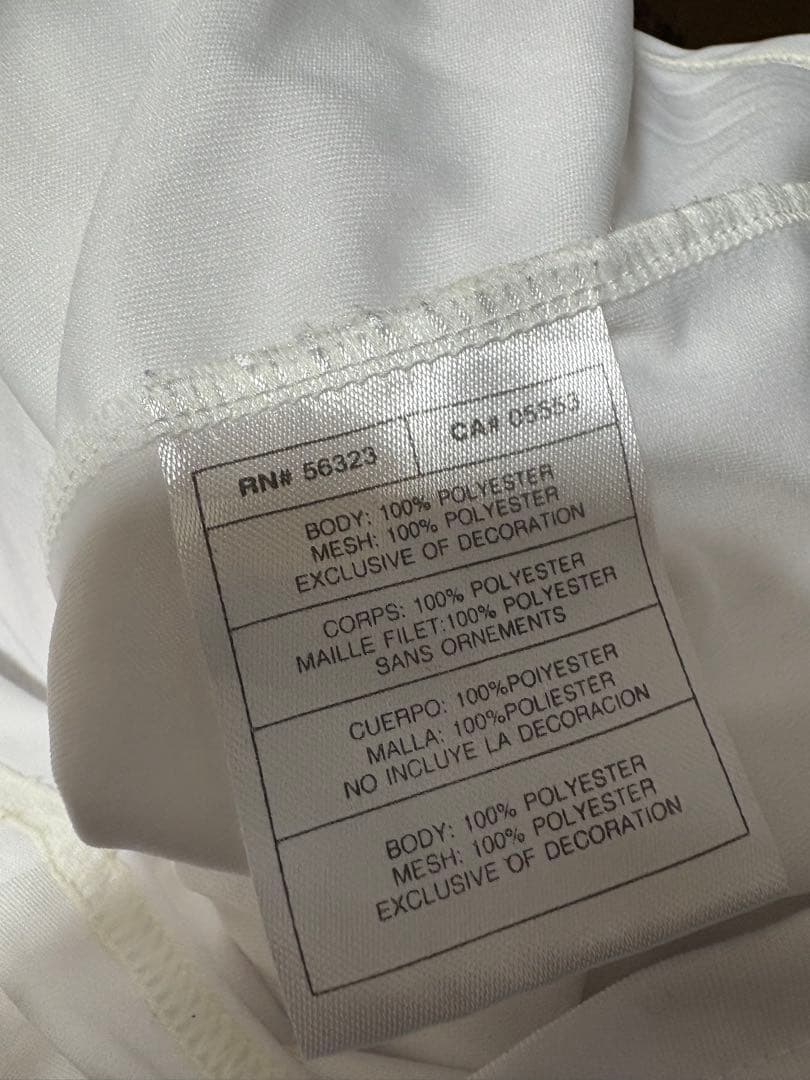 RN# 56323
CA# 05553
BODY: 100% POLYESTER
MESH: 100% POLYESTER
EXCLUSIVE OF DECORATION
CORPS: 100% POLYESTER
MAILLE FILET:100% POLYESTER
SANS ORNEMENTS
CUERPO: 100%POIYESTER
MALLA: 100%POLIESTER
NO INCLUYE LA DECORACION
BODY: 100% POLYESTER
MESH: 100% POLYESTER
EXCLUSIVE OF DECORATION